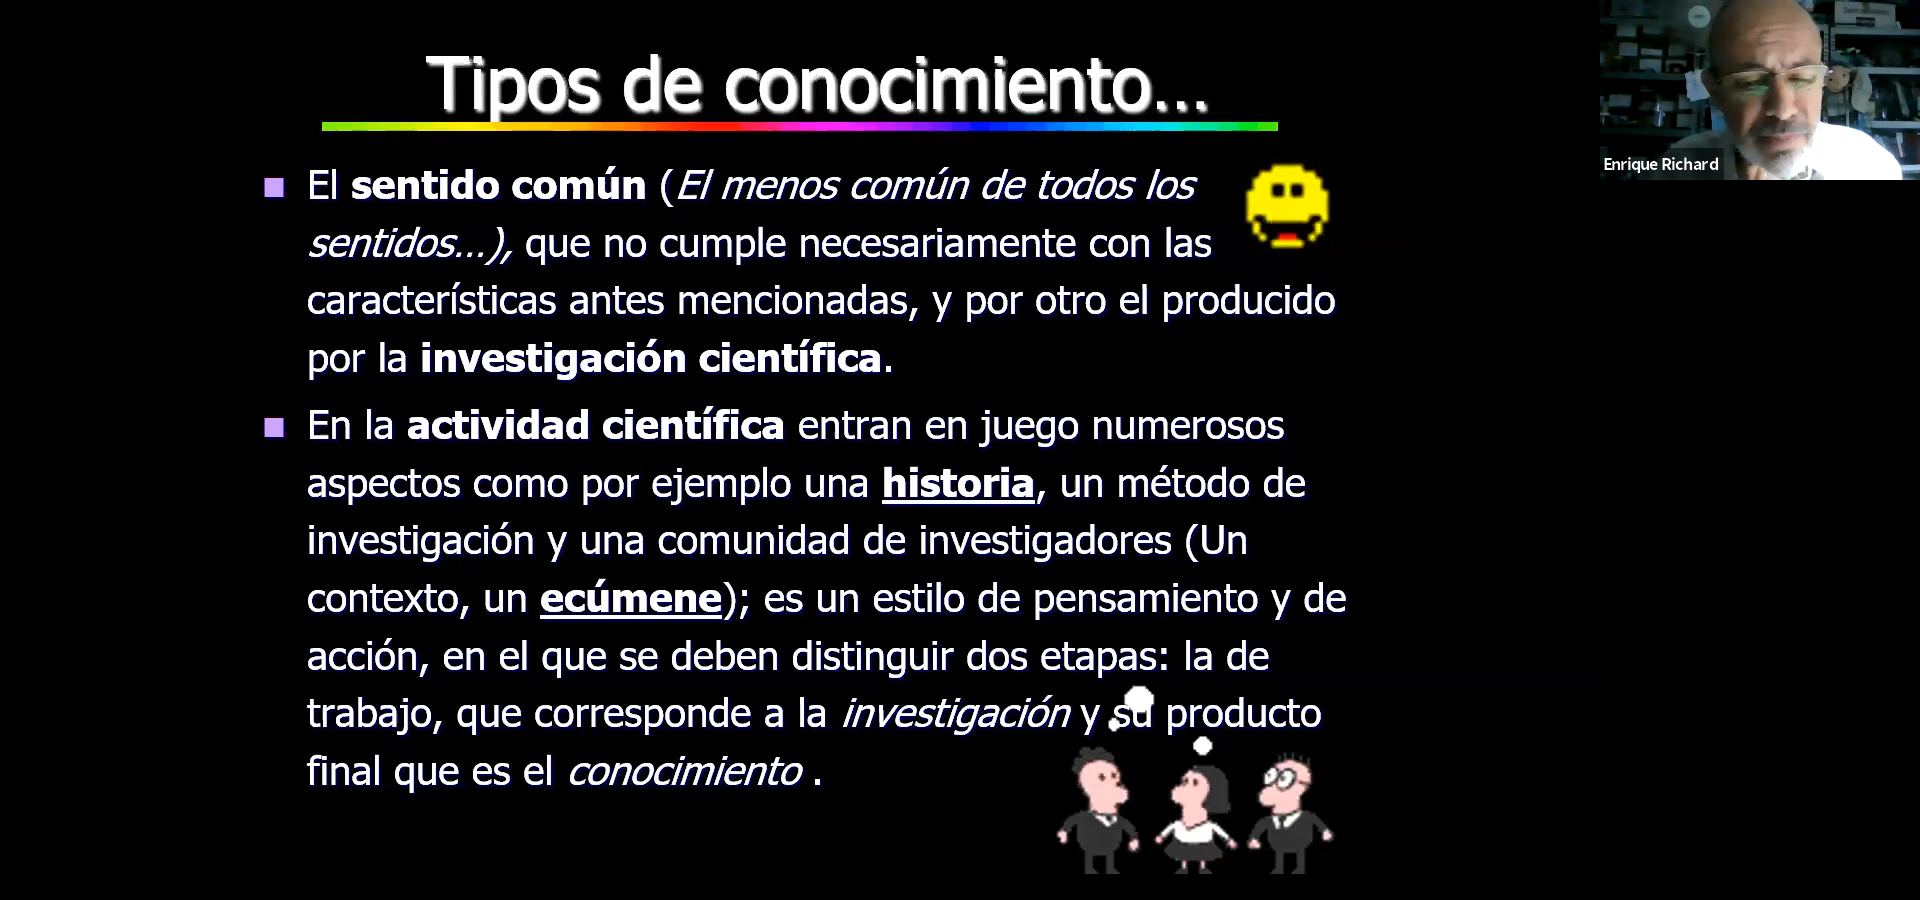 Tipos de conocimiento...
El sentido común (El menos común de todos los
sentidos...), que no cumple necesariamente con las
características antes mencionadas, y por otro el producido
por la investigación científica.
En la actividad científica entran en juego numerosos
aspectos como por ejemplo una historia, un método de
investigación y una comunidad de investigadores (Un
contexto, un ecúmene); es un estilo de pensamiento y de
acción, en el que se deben distinguir dos etapas: la de
trabajo, que corresponde a la investigación y su producto
final que es el conocimiento .
Enrique Richard